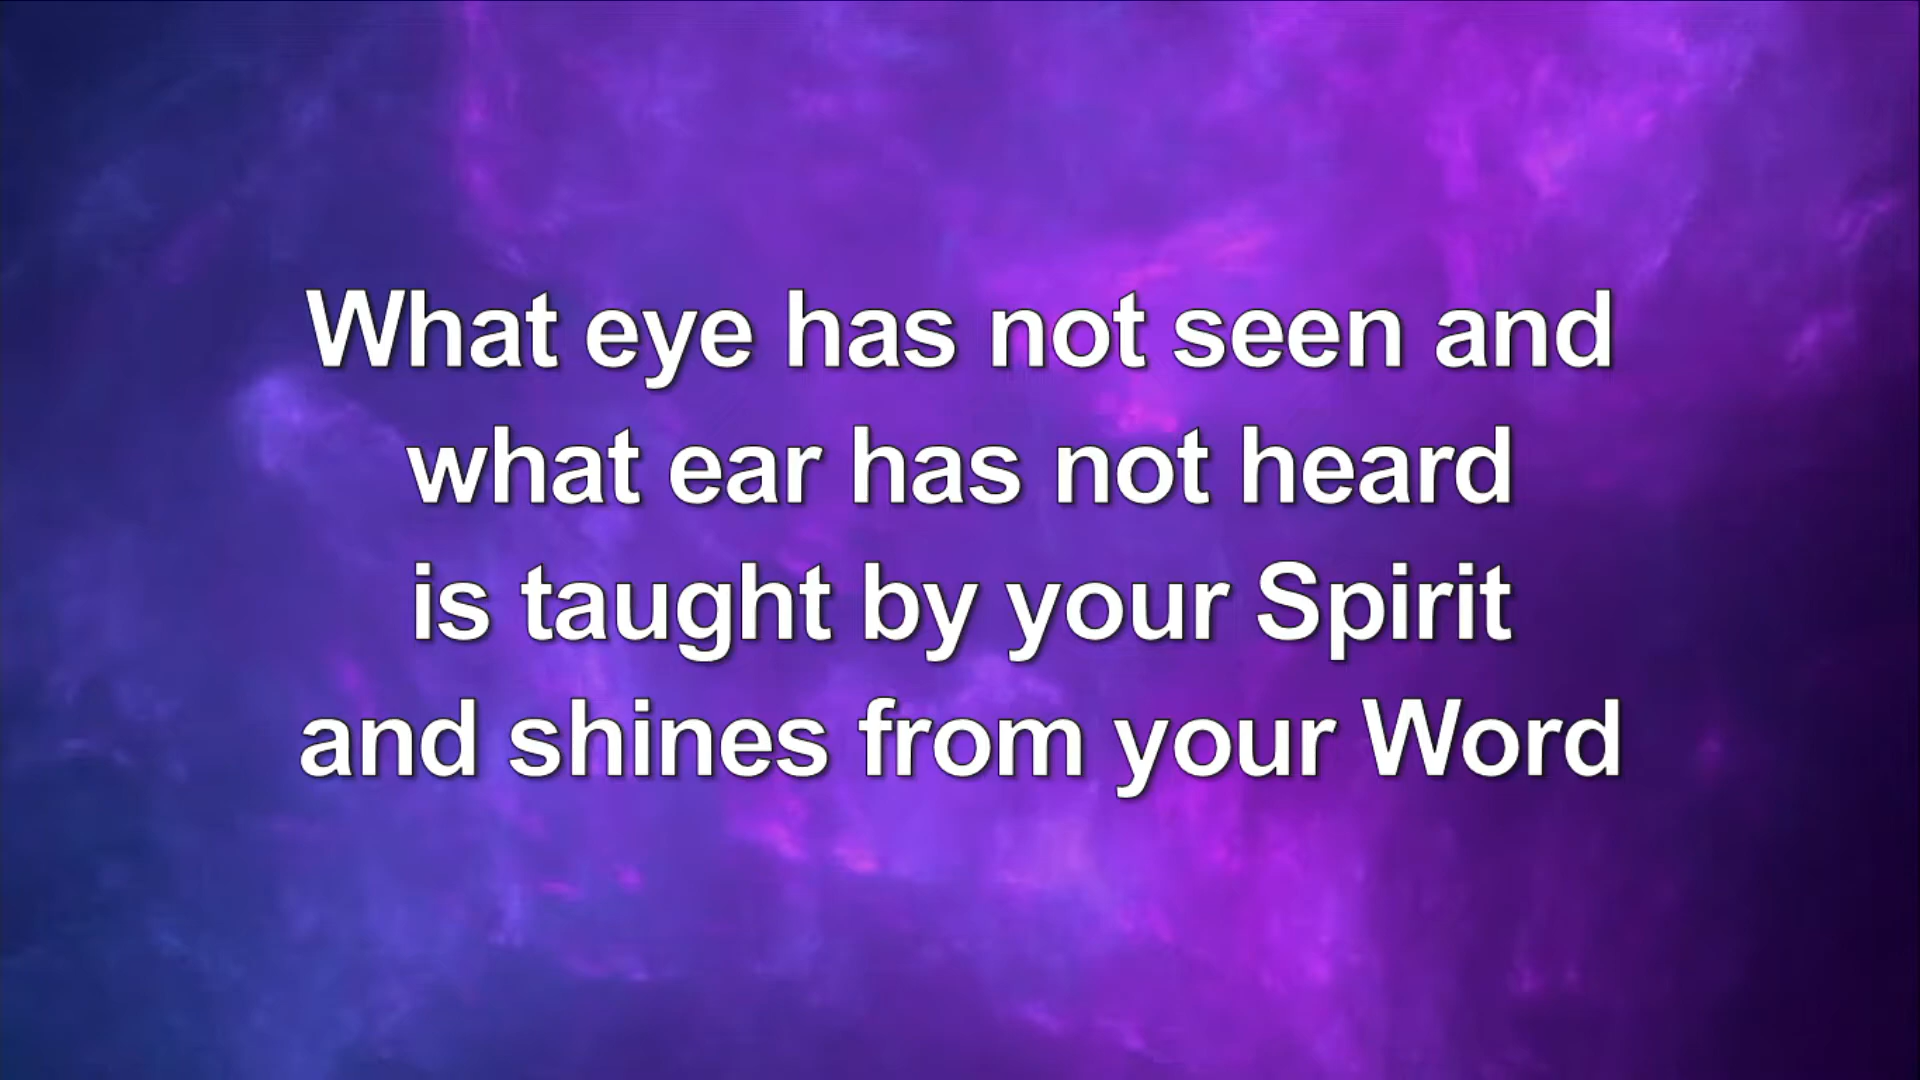 What eye has not seen and
what ear has not heard
is taught by your Spirit
and shines from your Word